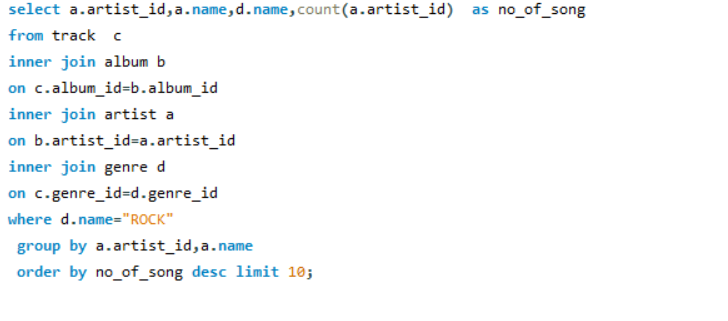 select a.artist_id,a.name,d.name,count(a.artist_id)  as no_of_song
from track  c
inner join album b
on c.album_id=b.album_id
inner join artist a
on b.artist_id=a.artist_id
inner join genre d
on c.genre_id=d.genre_id
where d.name="ROCK"
 group by a.artist_id,a.name
 order by no_of_song desc limit 10;